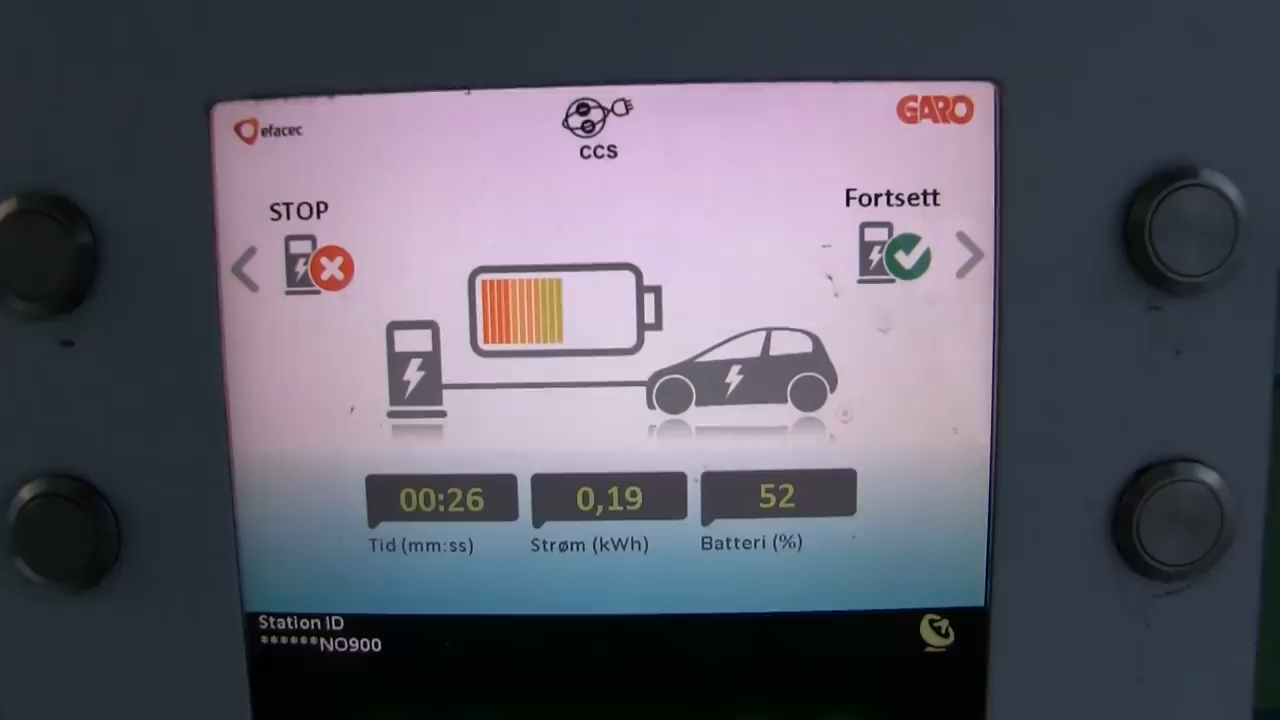 efacec
CCS
GARO
STOP
Fortsett
00:26
0,19
52
Tid (mm:ss)
Strøm (kWh)
Batteri (%)
Station ID
******NO900